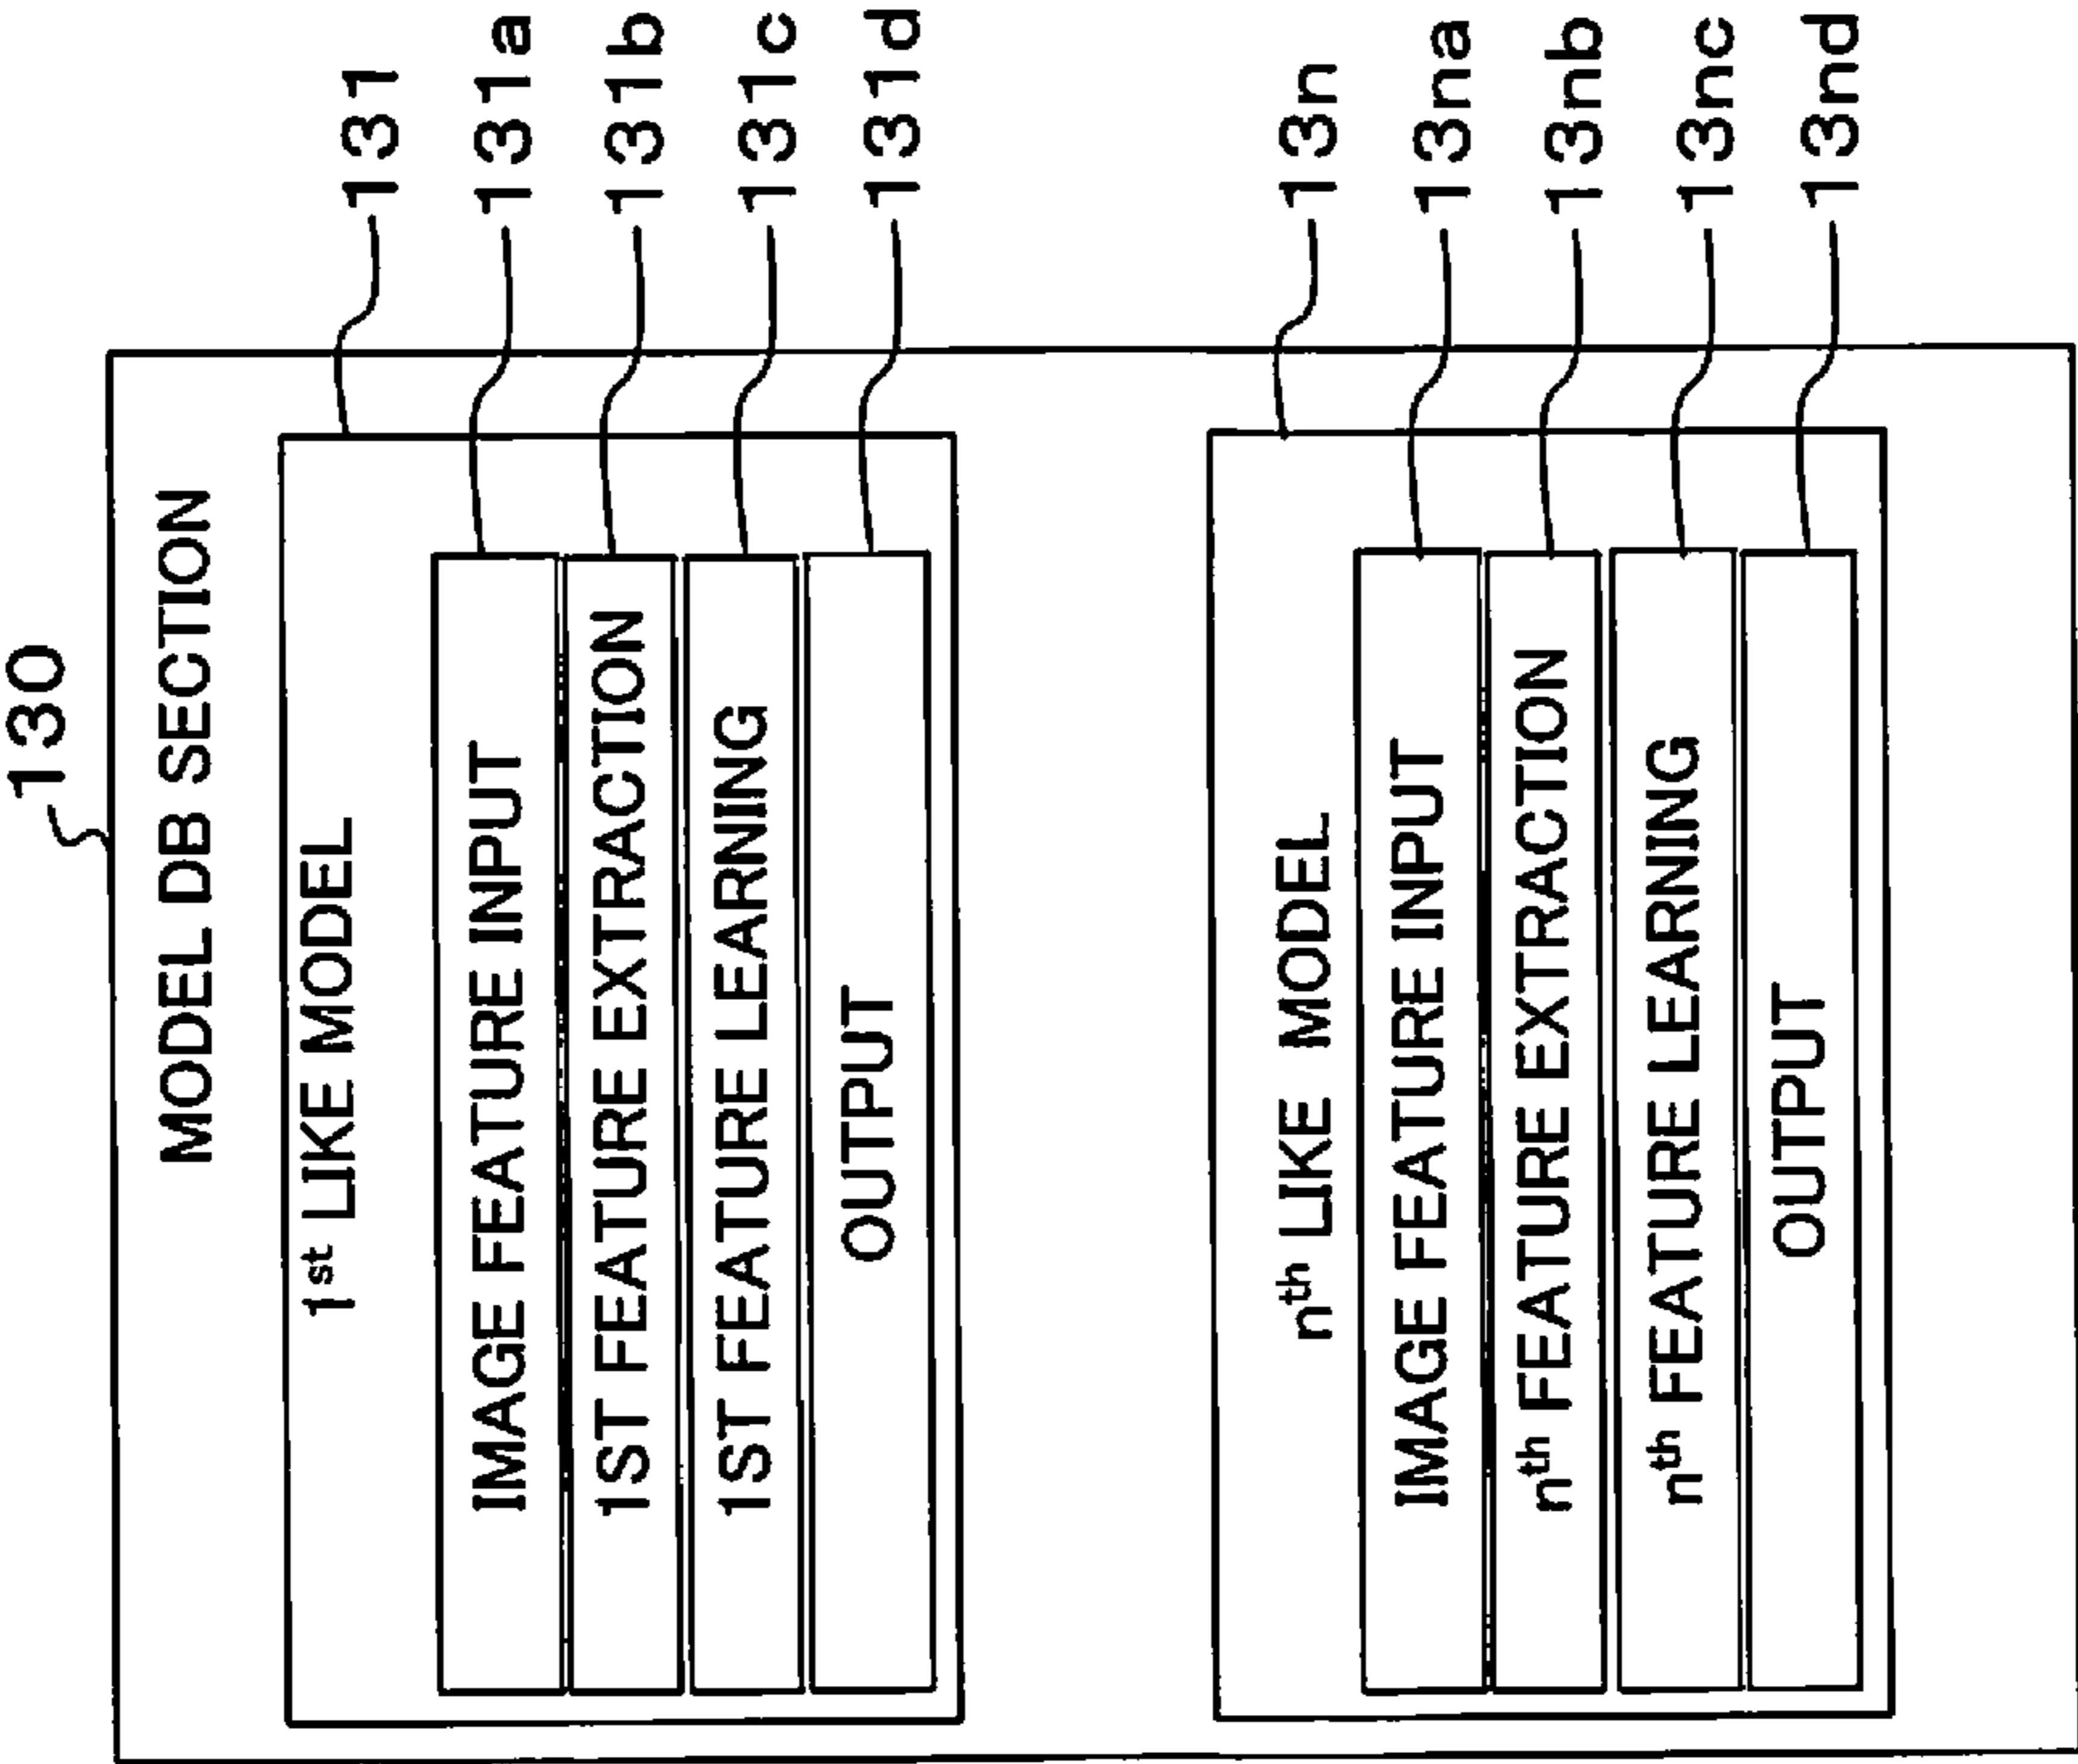 130
MODEL DB SECTION
1st LIKE MODEL
131
IMAGE FEATURE INPUT
131a
1ST FEATURE EXTRACTION
131b
1ST FEATURE LEARNING
131c
OUTPUT
131d
nth LIKE MODEL
13n
IMAGE FEATURE INPUT
13na
nth FEATURE EXTRACTION
13nb
nth FEATURE LEARNING
13nc
OUTPUT
13nd